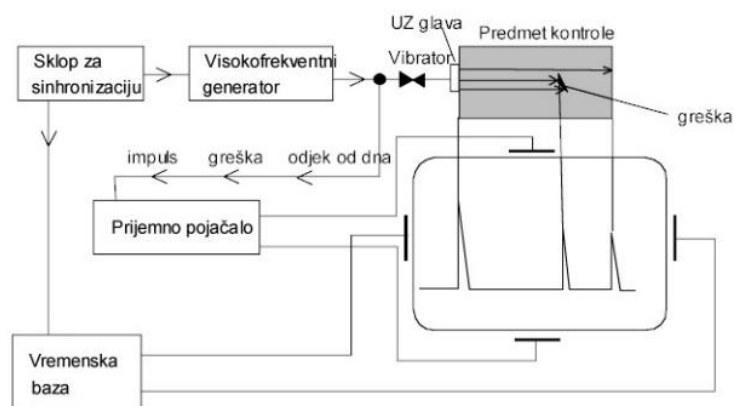 Sklop za
sinhronizaciju
Visokofrekventni
generator
Vibrator
UZ glava
Predmet kontrole
greška
impuls
greška
odjek od dna
Prijemno pojačalo
Vremenska
baza